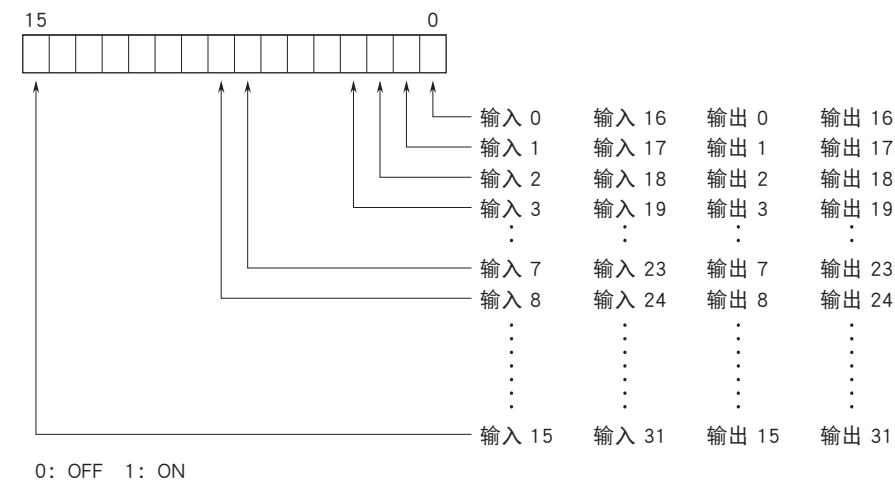 15 0
输入 0 输入 16 输出 0 输出 16
输入 1 输入 17 输出 1 输出 17
输入 2 输入 18 输出 2 输出 18
输入 3 输入 19 输出 3 输出 19
输入 7 输入 23 输出 7 输出 23
输入 8 输入 24 输出 8 输出 24
输入 15 输入 31 输出 15 输出 31
0: OFF 1: ON